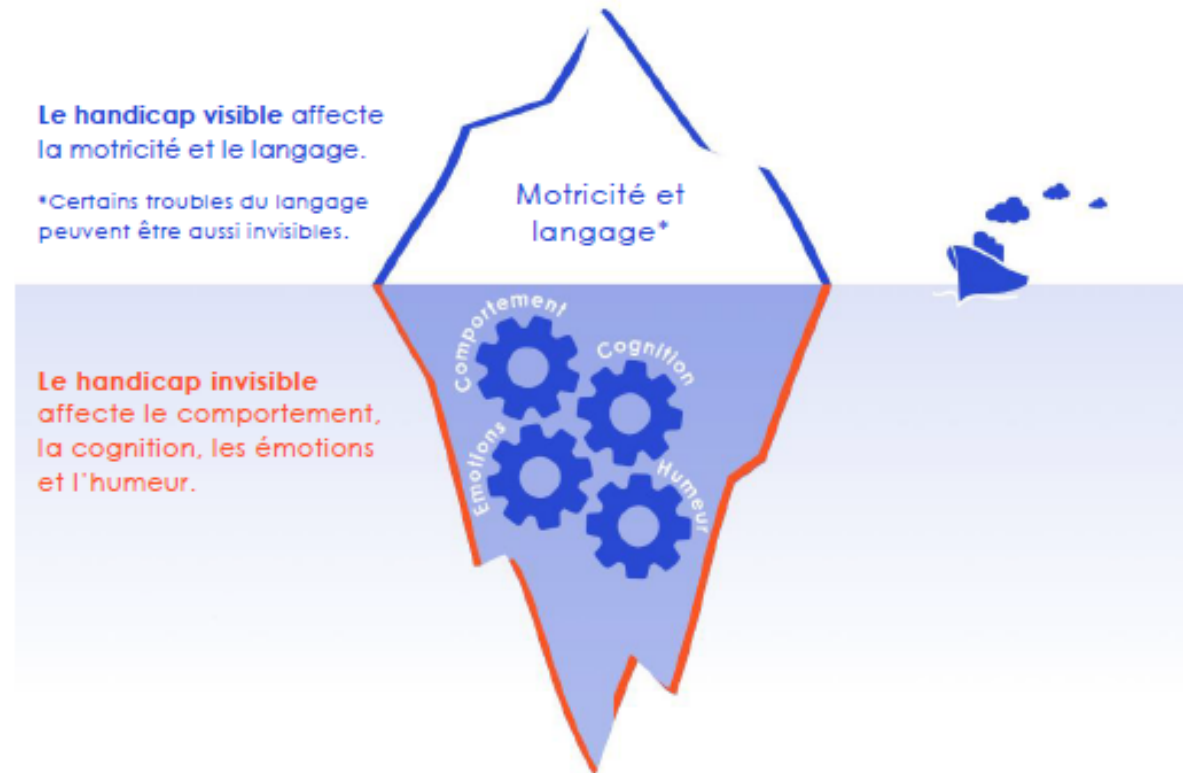 Le handicap visible affecte
la motricité et le langage.
*Certains troubles du langage
peuvent être aussi invisibles.
Motricité et
langage*
Le handicap invisible
affecte le comportement,
la cognition, les émotions
et l'humeur.
Comportement
Cognition
Emotions
Humeur